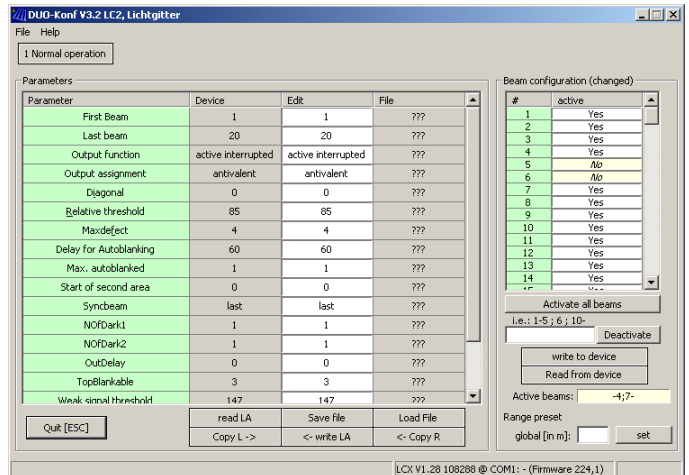 DUO-Konf V3.2 LC2, Lichtgitter
File Help
1 Normal operation
Parameters
Parameter Device Edit File
First Beam 1 1 ???
Last beam 20 20 ???
Output function active interrupted active interrupted ???
Output assignment antivalent antivalent ???
Diagonal 0 0 ???
Relative threshold 85 85 ???
Maxdefect 4 4 ???
Delay for Autoblanking 60 60 ???
Max. autoblanked 1 1 ???
Start of second area 0 0 ???
Syncbeam last last ???
NOfDark1 1 1 ???
NOfDark2 1 1 ???
OutDelay 0 0 ???
TopBlankable 3 3 ???
Weak signal threshold 147 147 ???
Quit [ESC]
read LA Save file Load File
Copy L -> <- write LA <- Copy R
Beam configuration (changed)
# active
1 Yes
2 Yes
3 Yes
4 Yes
5 No
6 No
7 Yes
8 Yes
9 Yes
10 Yes
11 Yes
12 Yes
13 Yes
14 Yes
15 Yes
Activate all beams
i.e.: 1-5 ; 6 ; 10-
Deactivate
write to device
Read from device
Active beams: -4;7-
Range preset
global [in m]: set
LCX V1.28 108288 @ COM1: - (Firmware 224,1)